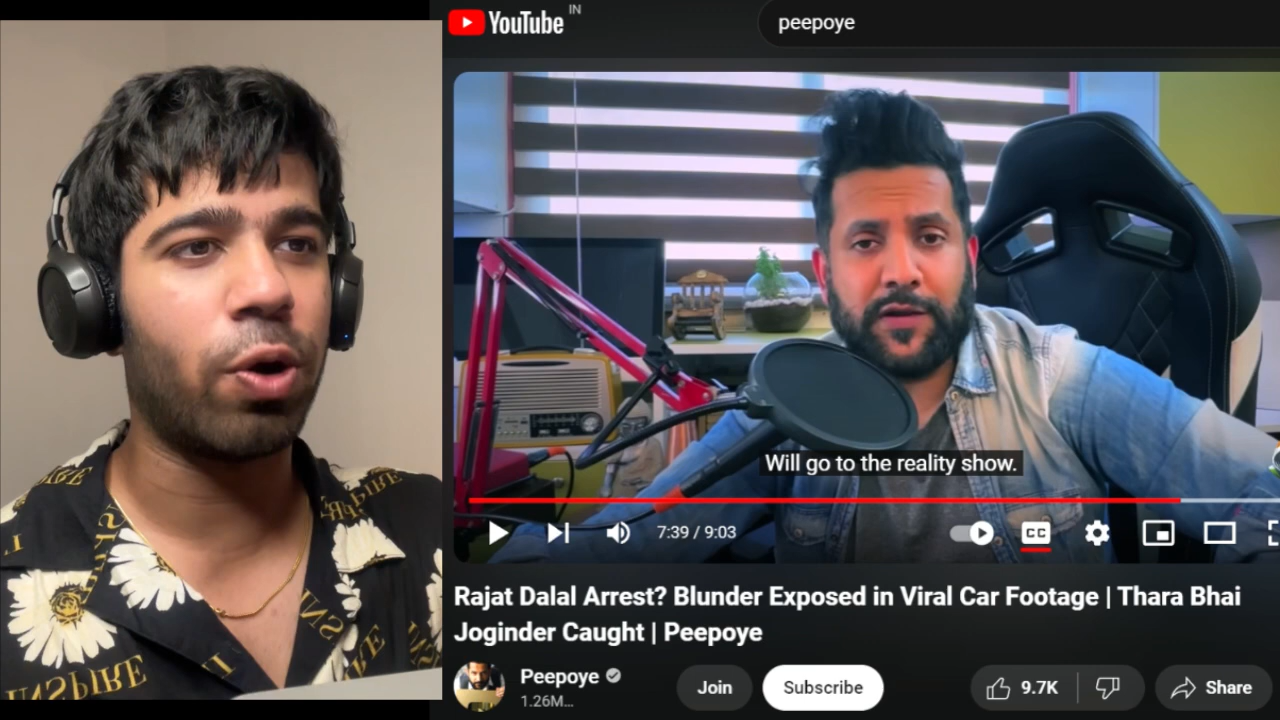 YouTube IN
peepoye
INSPIRE
Will go to the reality show.
7:39 / 9:03
CC
Rajat Dalal Arrest? Blunder Exposed in Viral Car Footage | Thara Bhai
Joginder Caught | Peepoye
Peepoye
1.26M...
Join
Subscribe
9.7K
Share